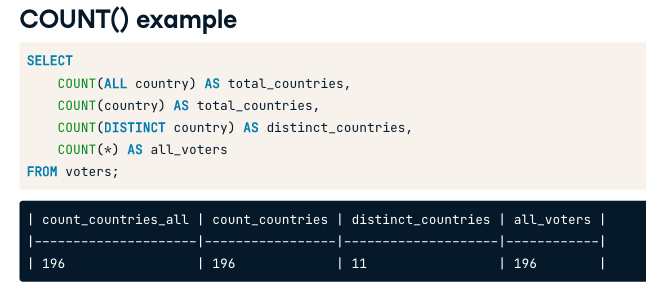 COUNT() example
SELECT
    COUNT(ALL country) AS total_countries,
    COUNT(country) AS total_countries,
    COUNT(DISTINCT country) AS distinct_countries,
    COUNT(*) AS all_voters
FROM voters;
| count_countries_all | count_countries | distinct_countries | all_voters |
|---------------------|-----------------|--------------------|------------|
| 196                 | 196             | 11                 | 196        |